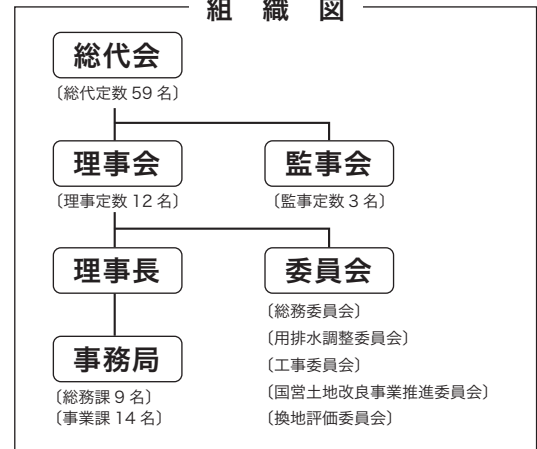 組織図
総代会
〔総代定数 59 名〕
理事会
監事会
〔理事定数 12 名〕
〔監事定数 3 名〕
理事長
委員会
〔総務委員会〕
〔用排水調整委員会〕
〔工事委員会〕
〔国営土地改良事業推進委員会〕
〔換地評価委員会〕
事務局
〔総務課 9 名〕
〔事業課 14 名〕